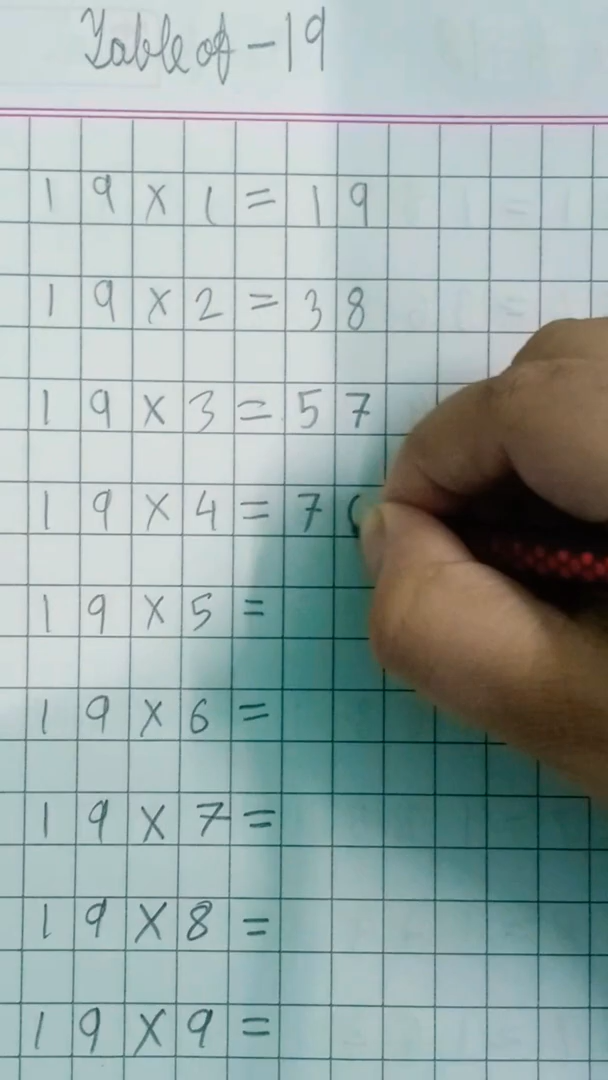 Table of - 19
19 × 1 = 19
19 × 2 = 38
19 × 3 = 57
19 × 4 = 7
19 × 5 =
19 × 6 =
19 × 7 =
19 × 8 =
19 × 9 =